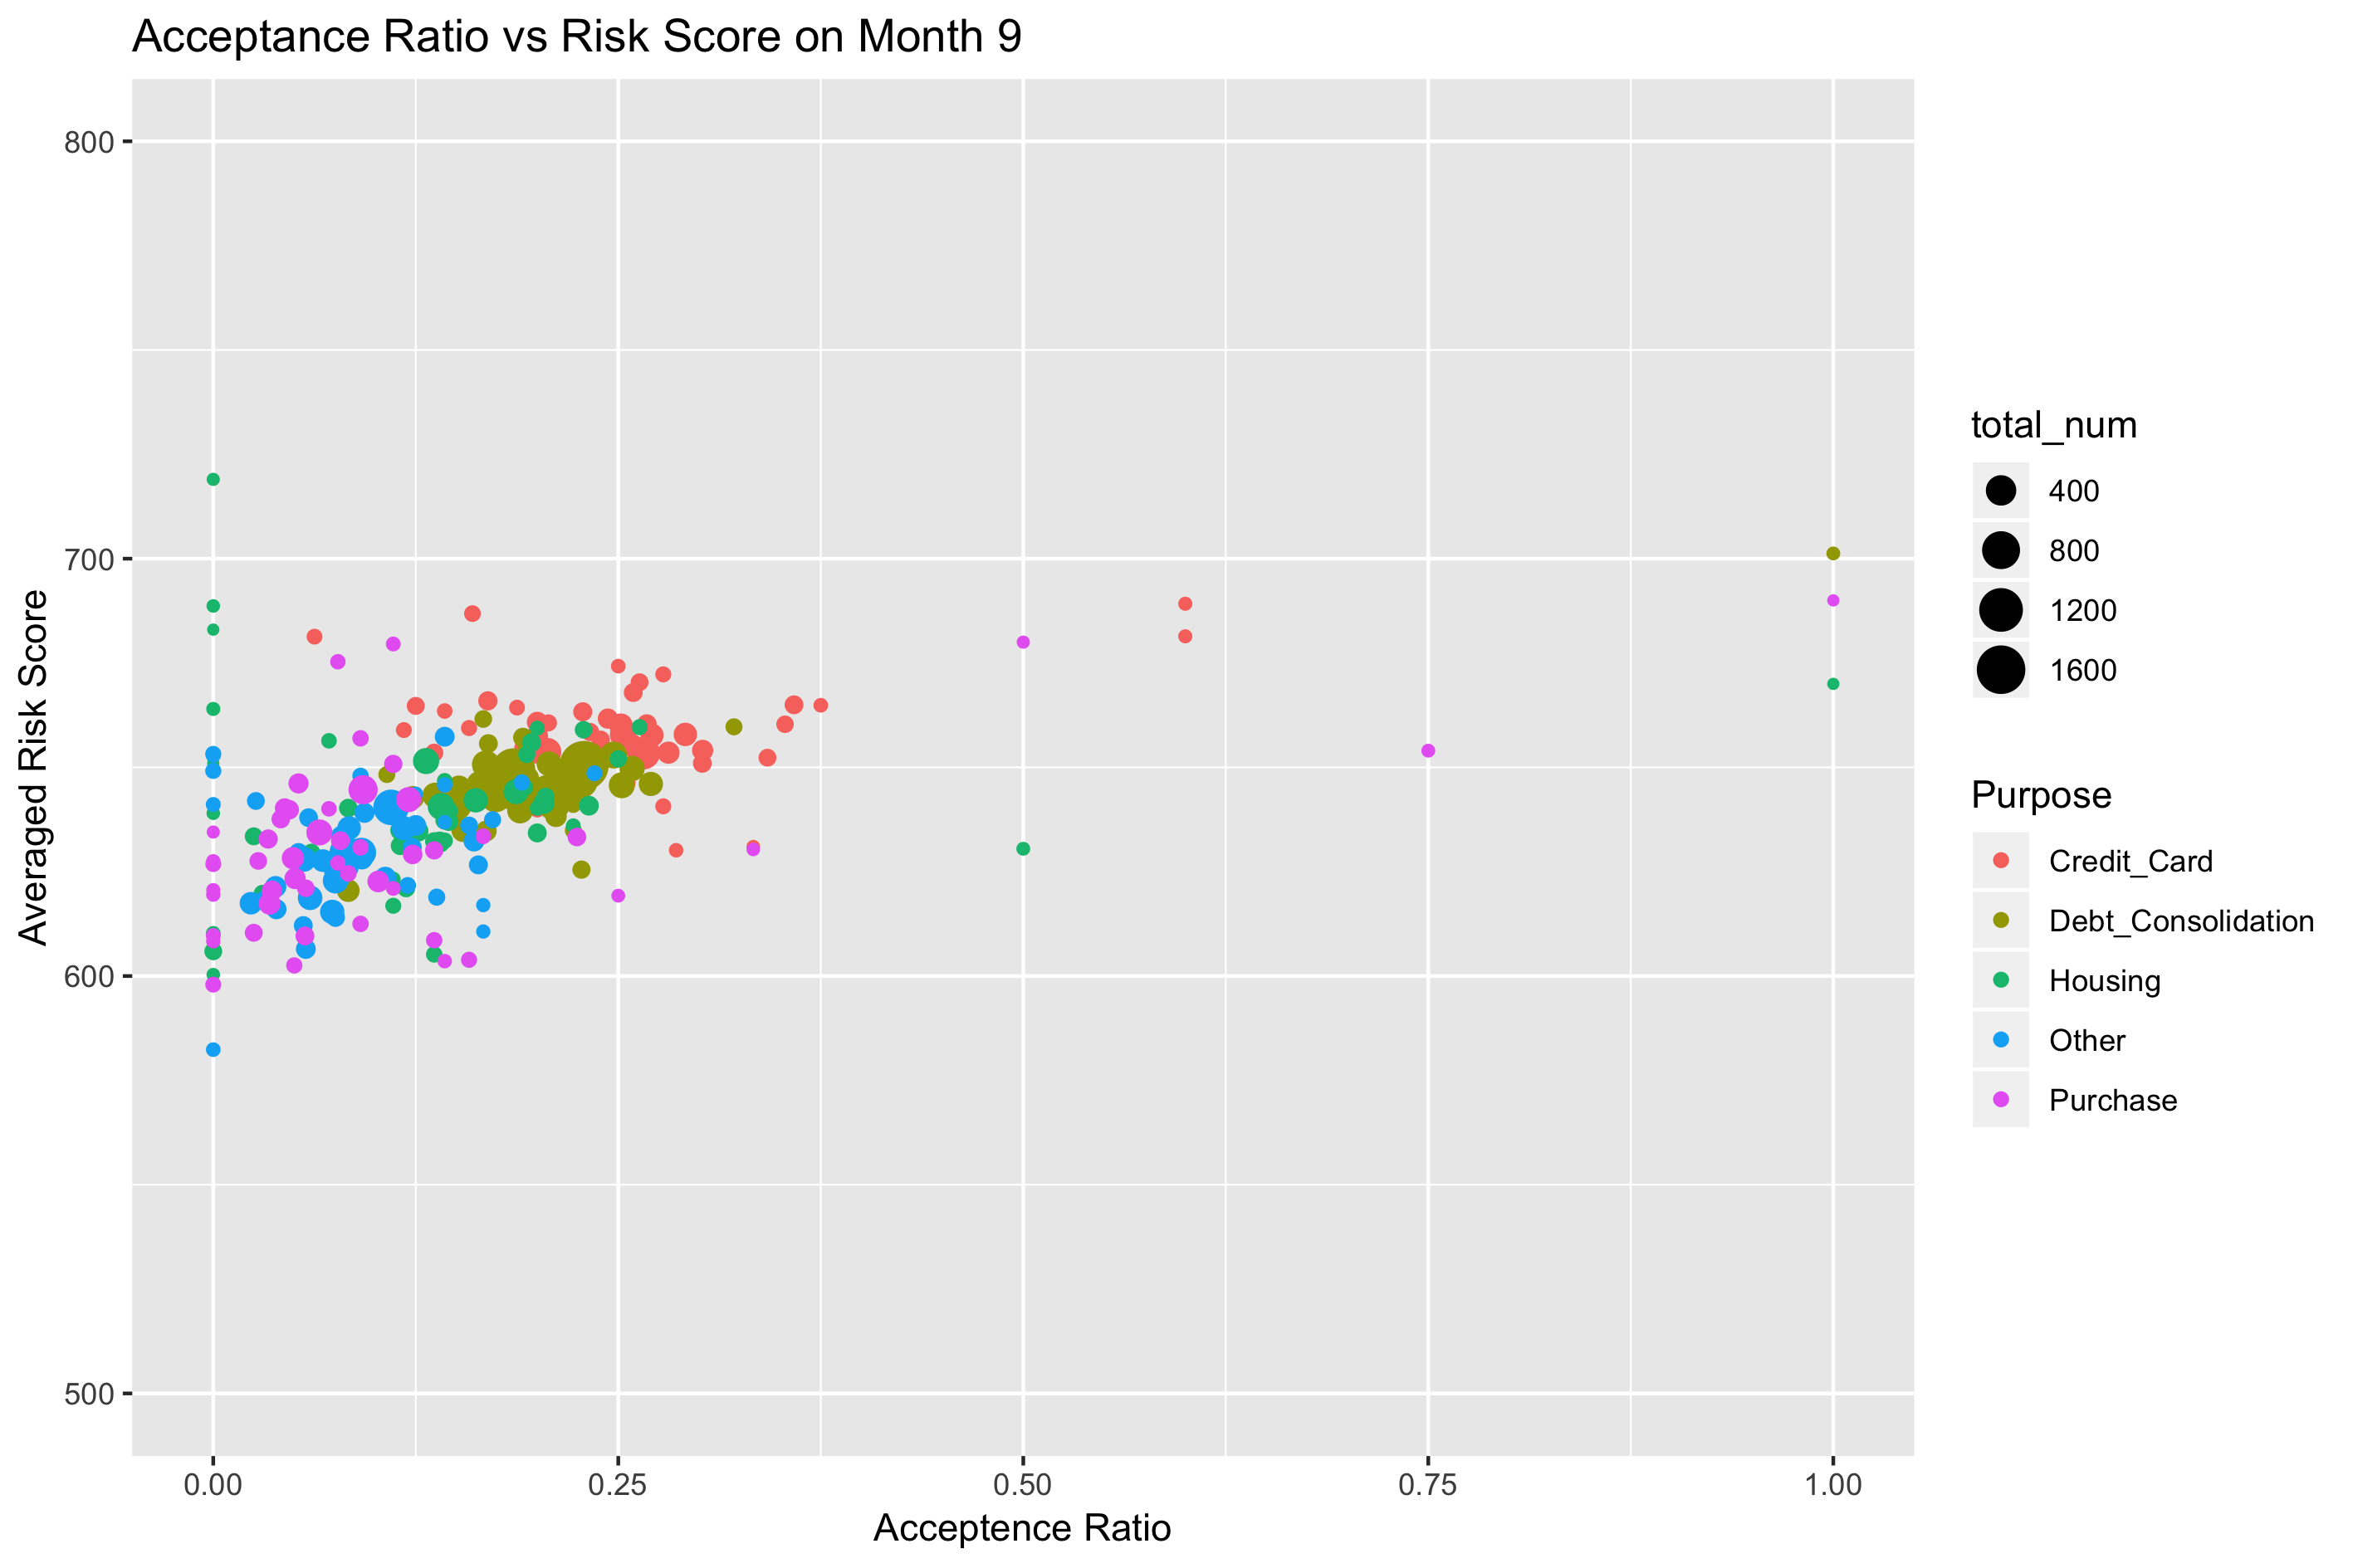 Acceptance Ratio vs Risk Score on Month 9
800
700
600
500
Averaged Risk Score
0.00
0.25
0.50
0.75
1.00
Acceptence Ratio
total_num
400
800
1200
1600
Purpose
Credit_Card
Debt_Consolidation
Housing
Other
Purchase